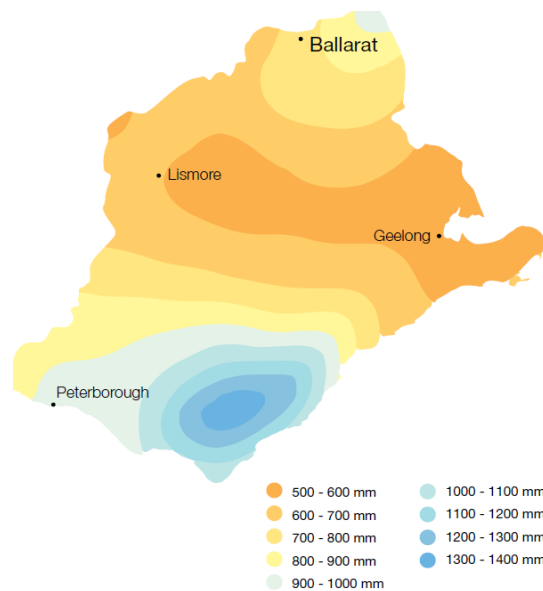 Ballarat
Lismore
Geelong
Peterborough
500 - 600 mm
600 - 700 mm
700 - 800 mm
800 - 900 mm
900 - 1000 mm
1000 - 1100 mm
1100 - 1200 mm
1200 - 1300 mm
1300 - 1400 mm